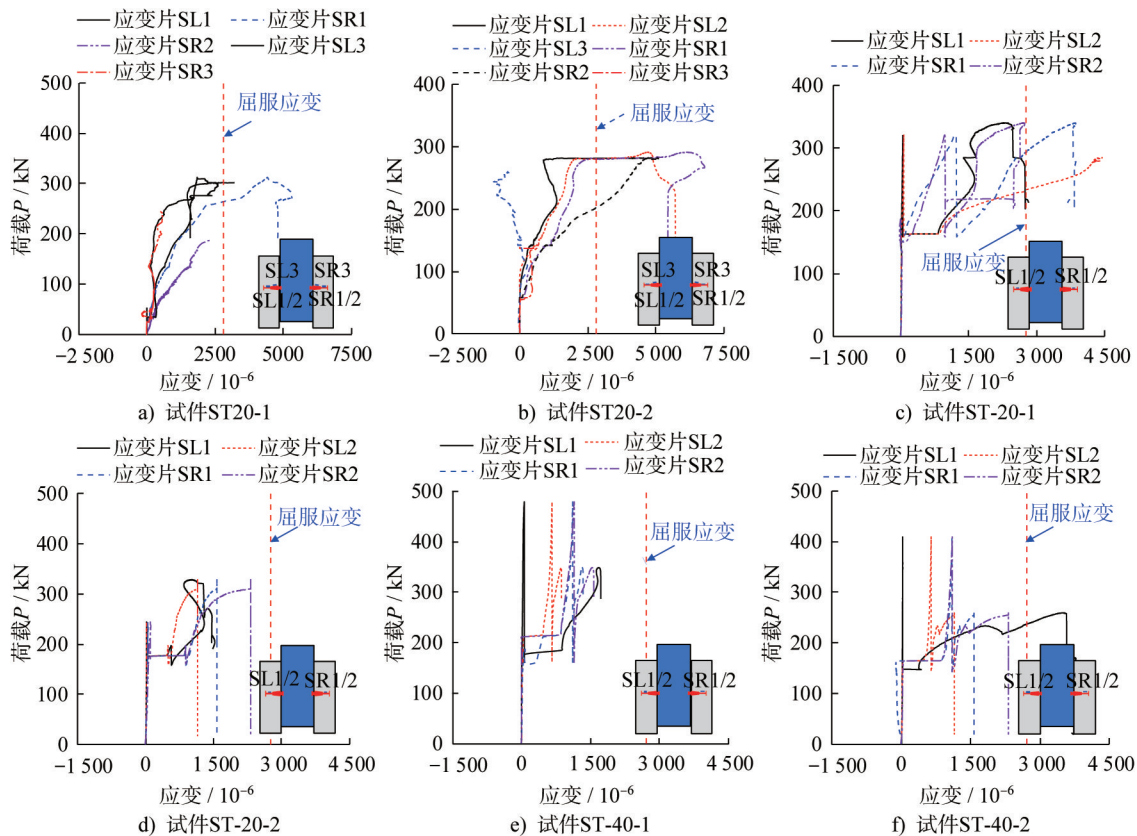 应变片SL1 应变片SR1
应变片SR2 应变片SL3
应变片SR3
500
400
300
200
100
0
荷载P / kN
屈服应变
SL3 SR3
SL1/2 SR1/2
−2 500 0 2500 5000 7500
应变 / 10⁻⁶
a) 试件ST20-1
应变片SL1 应变片SL2
应变片SL3 应变片SR1
应变片SR2 应变片SR3
500
400
300
200
100
0
荷载P / kN
屈服应变
SL3 SR3
SL1/2 SR1/2
−2 500 0 2500 5000 7500
应变 / 10⁻⁶
b) 试件ST20-2
应变片SL1 应变片SL2
应变片SR1 应变片SR2
400
300
200
100
0
荷载P / kN
屈服应变
SL1/2 SR1/2
−1 500 0 1 500 3 000 4 500
应变 / 10⁻⁶
c) 试件ST-20-1
应变片SL1 应变片SL2
应变片SR1 应变片SR2
500
400
300
200
100
0
荷载P / kN
屈服应变
SL1/2 SR1/2
−1 500 0 1 500 3 000 4 500
应变 / 10⁻⁶
d) 试件ST-20-2
应变片SL1 应变片SL2
应变片SR1 应变片SR2
500
400
300
200
100
0
荷载P / kN
屈服应变
SL1/2 SR1/2
−1 500 0 1 500 3 000 4 500
应变 / 10⁻⁶
e) 试件ST-40-1
应变片SL1 应变片SL2
应变片SR1 应变片SR2
500
400
300
200
100
0
荷载P / kN
屈服应变
SL1/2 SR1/2
−1 500 0 1 500 3 000 4 500
应变 / 10⁻⁶
f) 试件ST-40-2